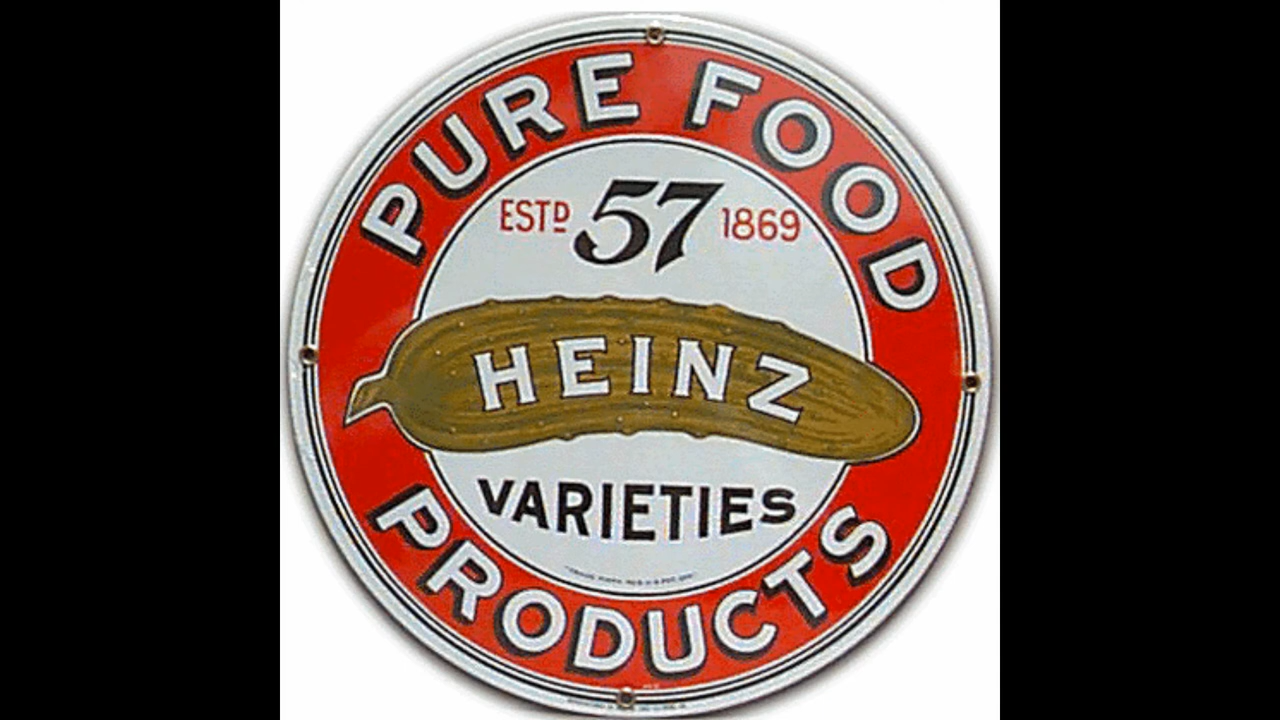 PURE FOOD
ESTD 57 1869
HEINZ
VARIETIES
PRODUCTS